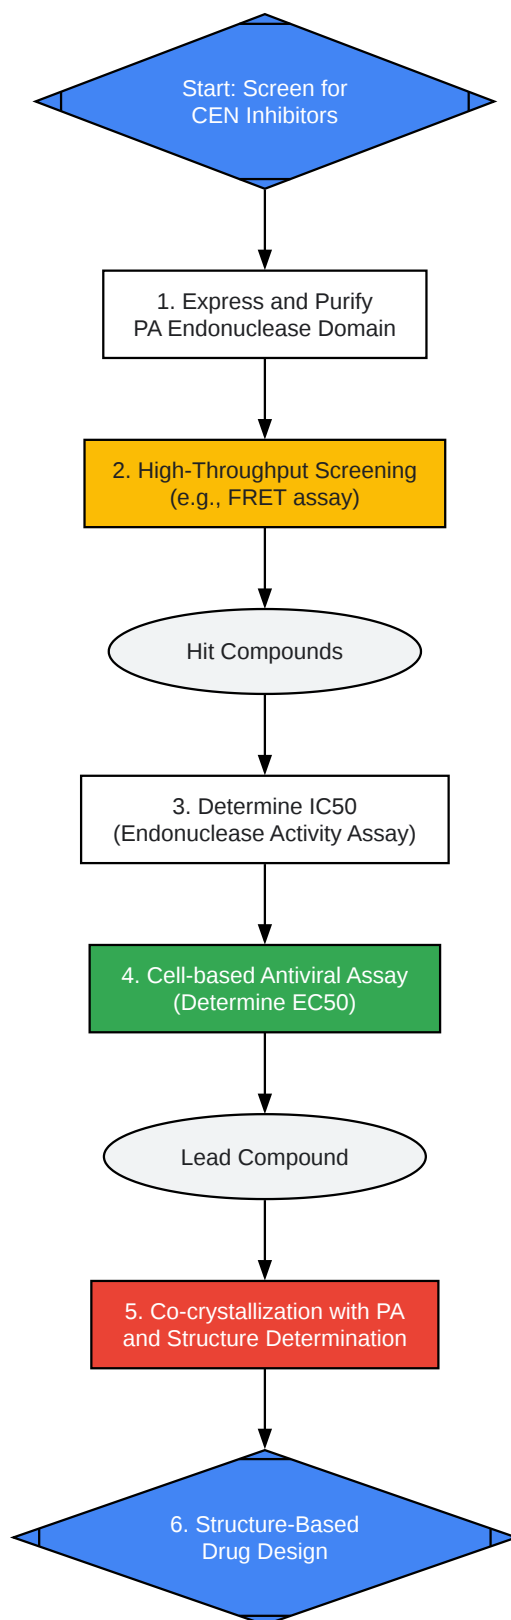 Start: Screen for
CEN Inhibitors
1. Express and Purify
PA Endonuclease Domain
2. High-Throughput Screening
(e.g., FRET assay)
Hit Compounds
3. Determine IC50
(Endonuclease Activity Assay)
4. Cell-based Antiviral Assay
(Determine EC50)
Lead Compound
5. Co-crystallization with PA
and Structure Determination
6. Structure-Based
Drug Design